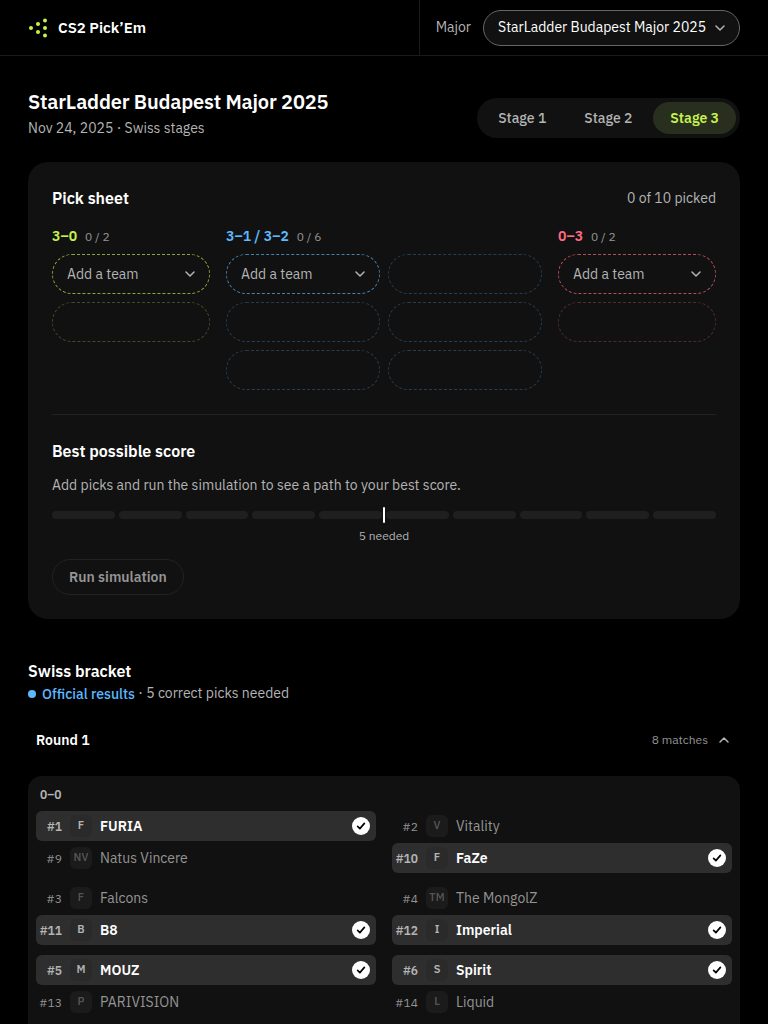 CS2 Pick’Em
Major
StarLadder Budapest Major 2025
StarLadder Budapest Major 2025
Nov 24, 2025 · Swiss stages
Stage 1
Stage 2
Stage 3
Pick sheet
0 of 10 picked
3–0 0 / 2
3–1 / 3–2 0 / 6
0–3 0 / 2
Add a team
Add a team
Add a team
Best possible score
Add picks and run the simulation to see a path to your best score.
5 needed
Run simulation
Swiss bracket
Official results · 5 correct picks needed
Round 1
8 matches
0–0
#1 F FURIA
#9 NV Natus Vincere
#2 V Vitality
#10 F FaZe
#3 F Falcons
#11 B B8
#4 TM The MongolZ
#12 I Imperial
#5 M MOUZ
#13 P PARIVISION
#6 S Spirit
#14 L Liquid